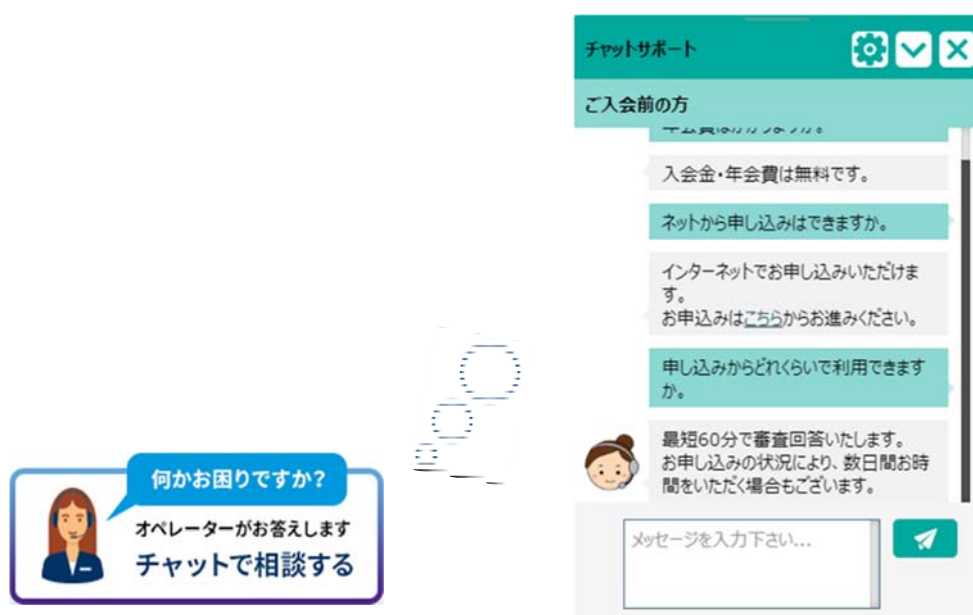 何かお困りですか?
オペレーターがお答えします
チャットで相談する
チャットサポート
ご入会前の方
入会金・年会費は無料です。
ネットから申し込みはできますか。
インターネットでお申し込みいただけま
す。
お申込みはこちらからお進みください。
申し込みからどれくらいで利用できます
か。
最短60分で審査回答いたします。
お申し込みの状況により、数日間お時
間をいただく場合もございます。
メッセージを入力下さい...